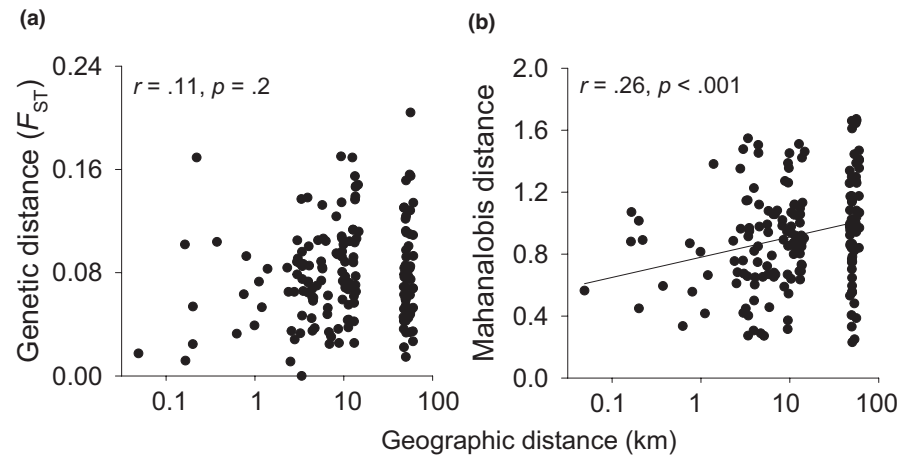 (a)
Genetic distance (FST)
0.24
0.16
0.08
0.00
r = .11, p = .2
0.1 1 10 100
(b)
Mahanalobis distance
2.0
1.6
1.2
0.8
0.4
0.0
r = .26, p < .001
0.1 1 10 100
Geographic distance (km)